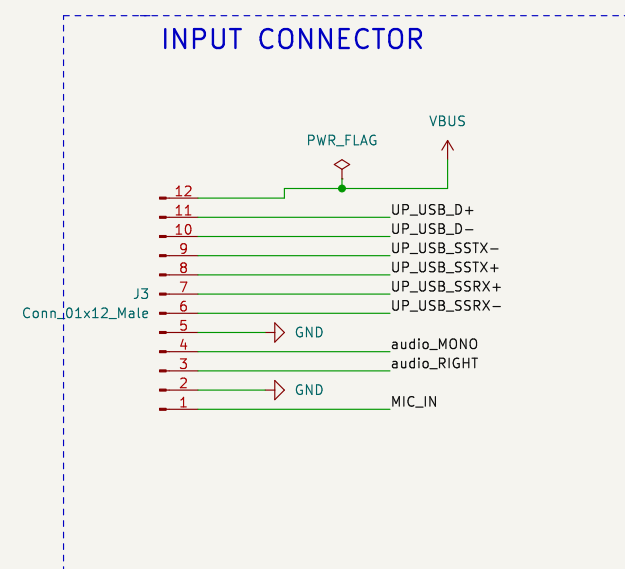 INPUT CONNECTOR
VBUS
PWR_FLAG
12
11 UP_USB_D+
10 UP_USB_D-
9 UP_USB_SSTX-
8 UP_USB_SSTX+
J3 7 UP_USB_SSRX+
Conn_01x12_Male 6 UP_USB_SSRX-
5 GND
4 audio_MONO
3 audio_RIGHT
2 GND
1 MIC_IN